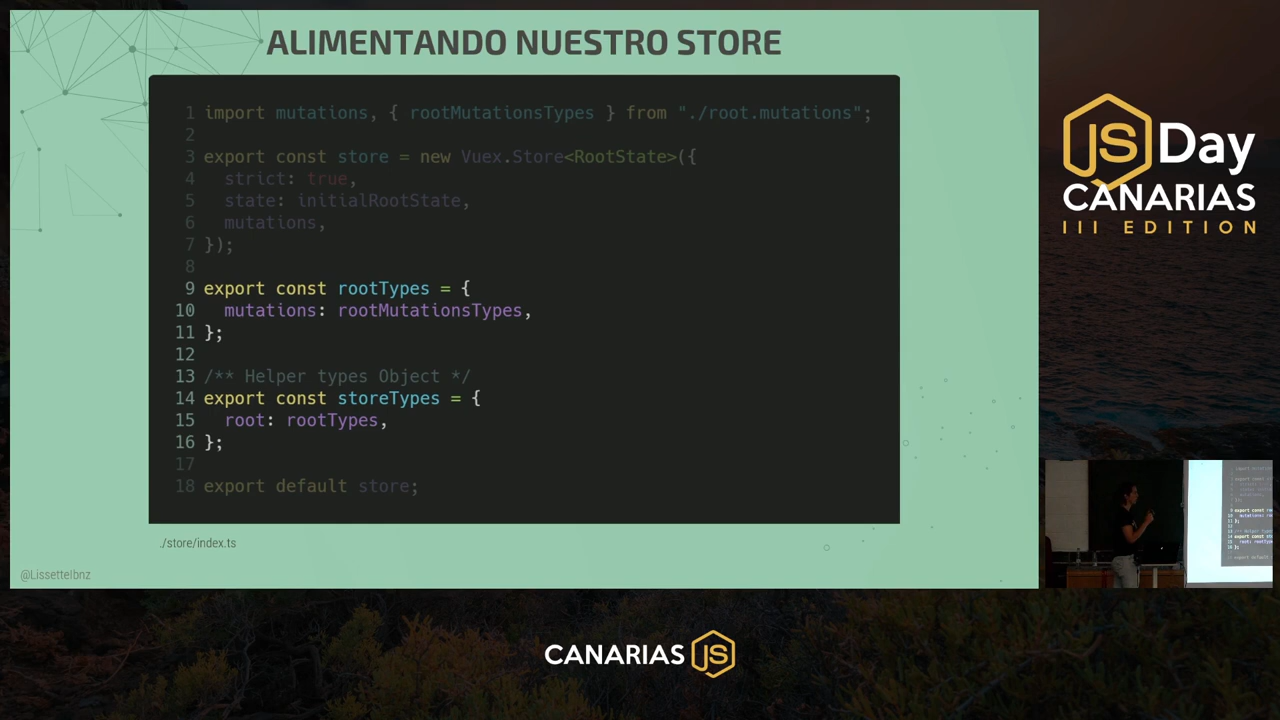 ALIMENTANDO NUESTRO STORE
1 import mutations, { rootMutationsTypes } from "./root.mutations";
2
3 export const store = new Vuex.Store<RootState>({
4 strict: true,
5 state: initialRootState,
6 mutations,
7 });
8
9 export const rootTypes = {
10 mutations: rootMutationsTypes,
11 };
12
13 /** Helper types Object */
14 export const storeTypes = {
15 root: rootTypes,
16 };
17
18 export default store;
./store/index.ts
@Lissettelbnz
JS Day
CANARIAS
III EDITION
CANARIAS JS